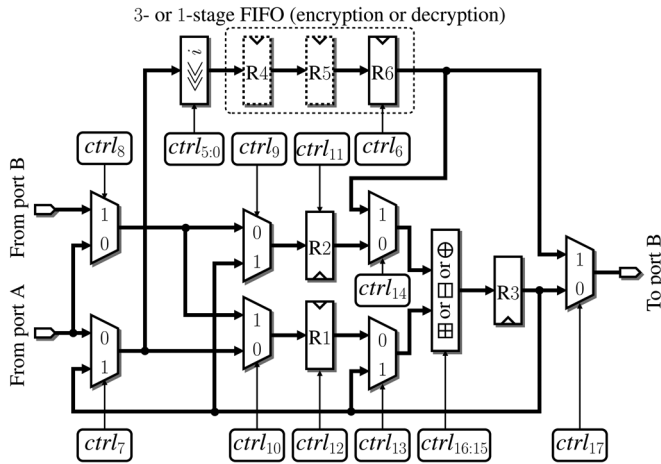 3- or 1-stage FIFO (encryption or decryption)
⋘ i
R4
R5
R6
ctrl8
ctrl5:0
ctrl9
ctrl11
ctrl6
From port B
1
0
0
1
R2
1
0
ctrl14
⊞ or ⊟ or ⊕
R3
1
0
To port B
From port A
0
1
1
0
R1
0
1
ctrl7
ctrl10
ctrl12
ctrl13
ctrl16:15
ctrl17